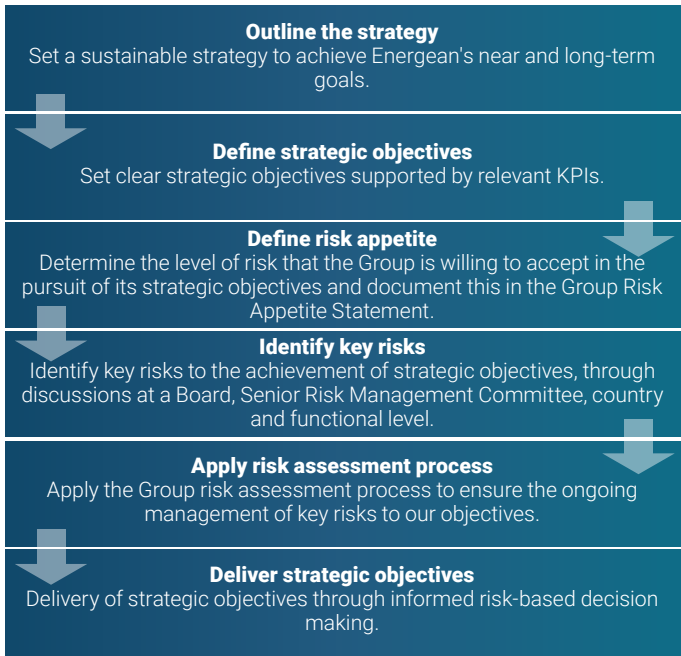 Outline the strategy
Set a sustainable strategy to achieve Energean's near and long-term
goals.
Define strategic objectives
Set clear strategic objectives supported by relevant KPIs.
Define risk appetite
Determine the level of risk that the Group is willing to accept in the
pursuit of its strategic objectives and document this in the Group Risk
Appetite Statement.
Identify key risks
Identify key risks to the achievement of strategic objectives, through
discussions at a Board, Senior Risk Management Committee, country
and functional level.
Apply risk assessment process
Apply the Group risk assessment process to ensure the ongoing
management of key risks to our objectives.
Deliver strategic objectives
Delivery of strategic objectives through informed risk-based decision
making.